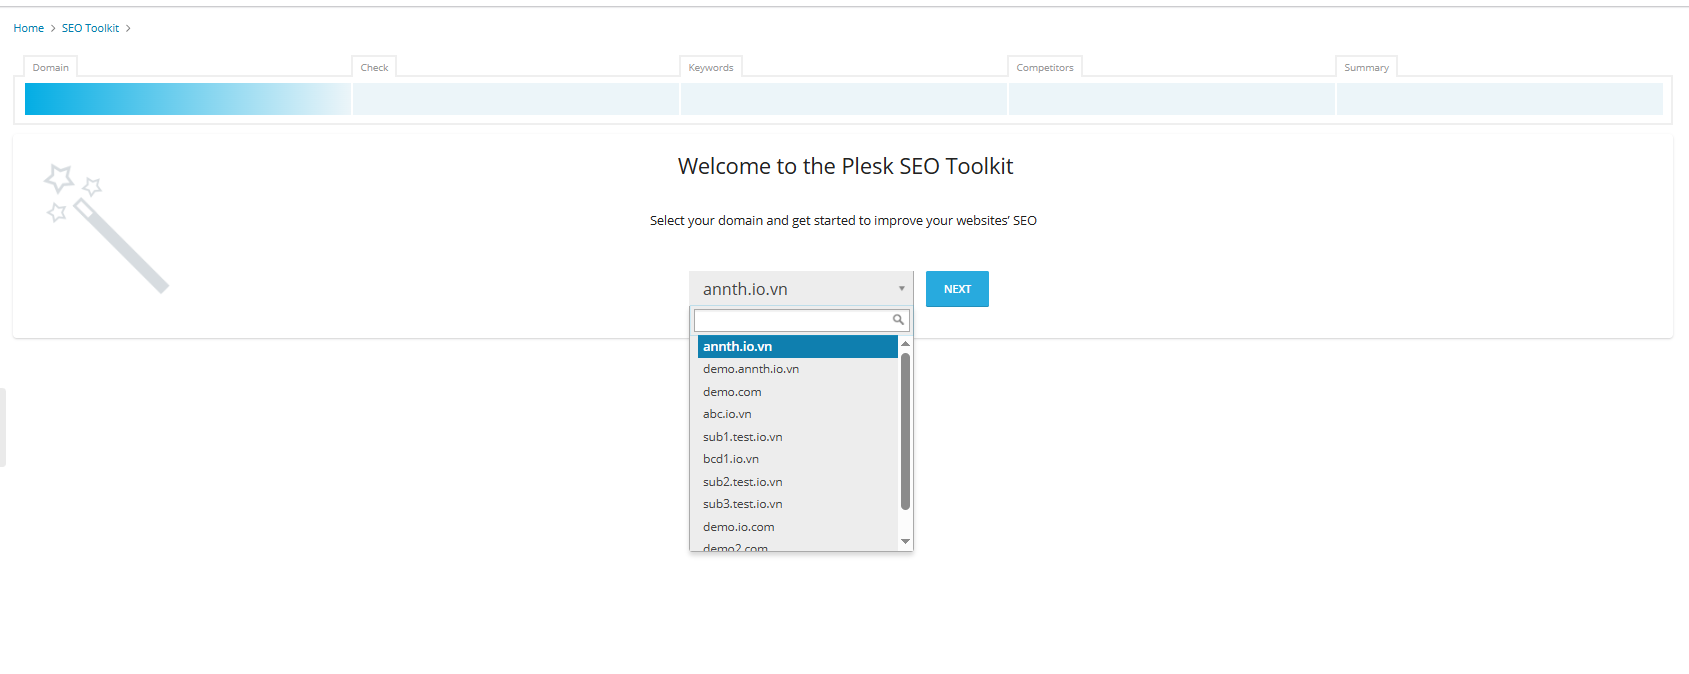 Home > SEO Toolkit >
Domain
Check
Keywords
Competitors
Summary
Welcome to the Plesk SEO Toolkit
Select your domain and get started to improve your websites' SEO
annth.io.vn
NEXT
annth.io.vn
demo.annth.io.vn
demo.com
abc.io.vn
sub1.test.io.vn
bcd1.io.vn
sub2.test.io.vn
sub3.test.io.vn
demo.io.com
demo2.com